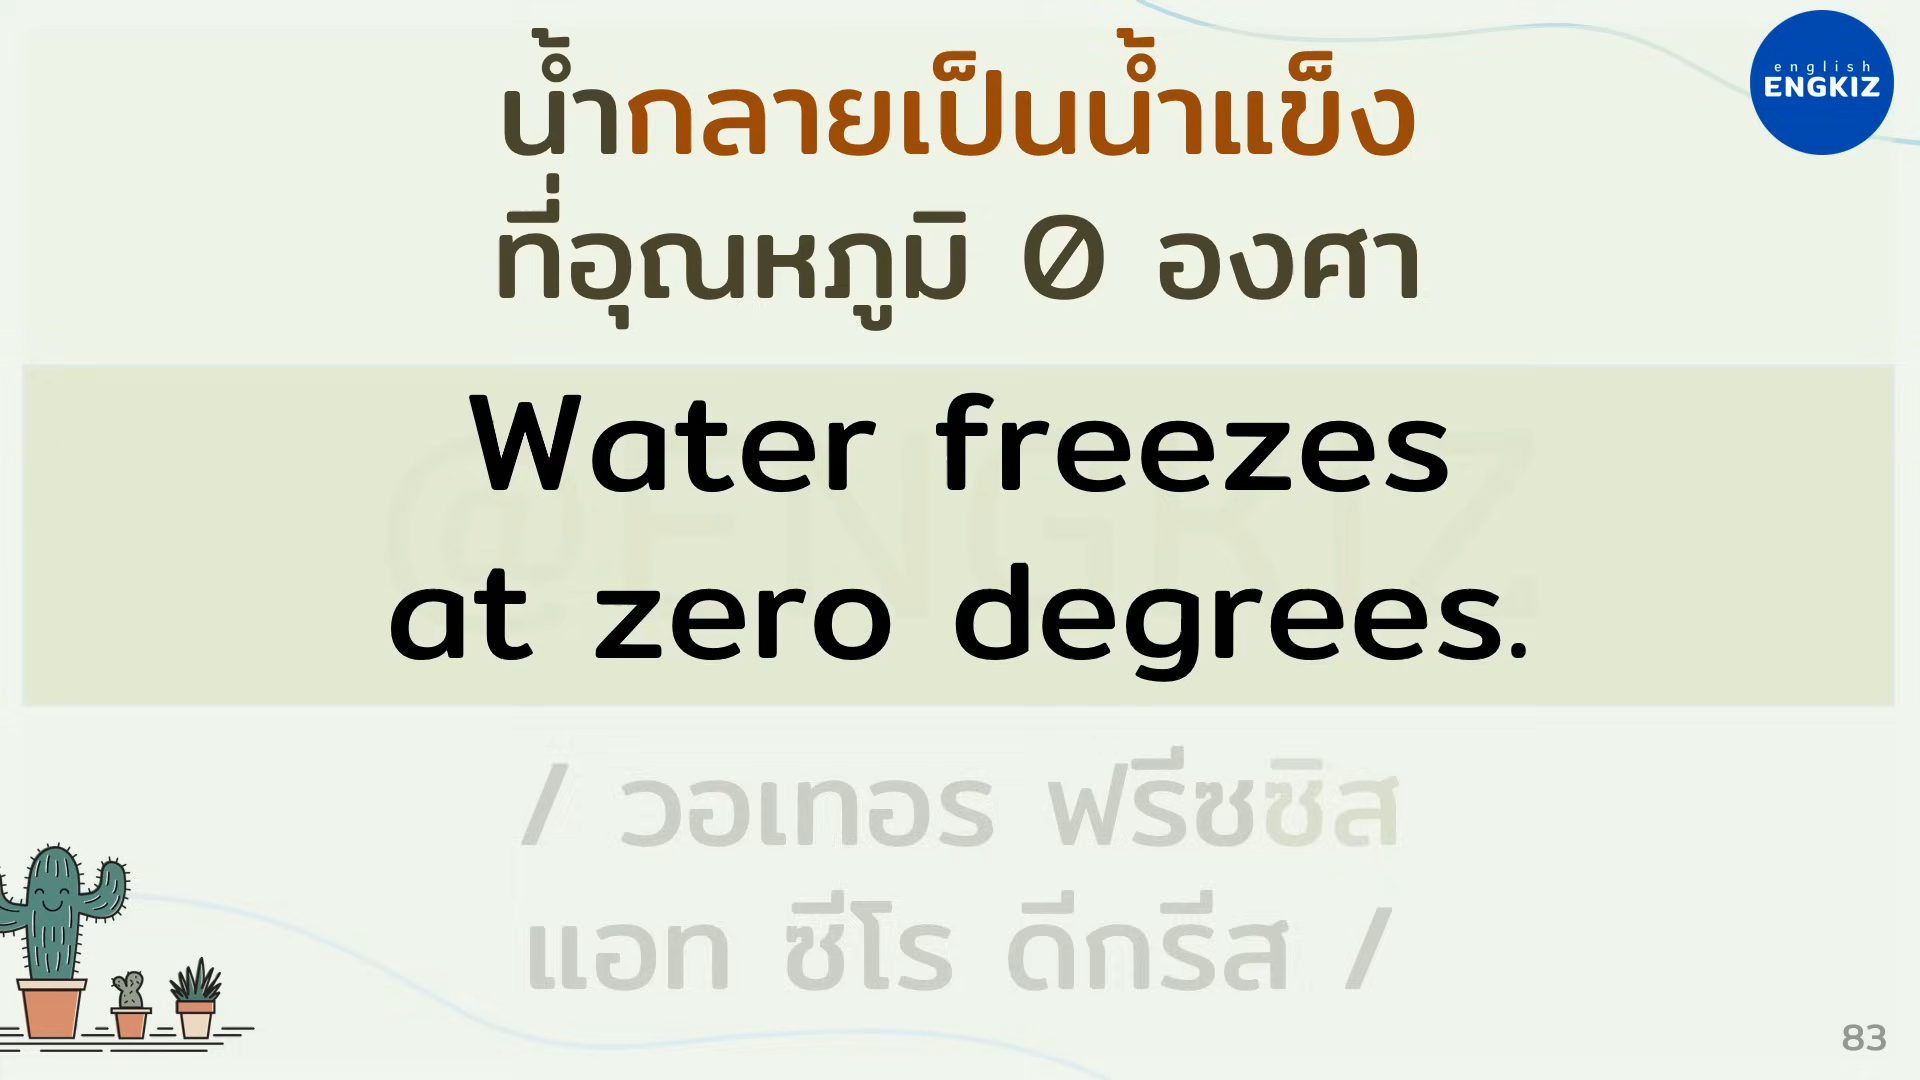 น้ำกลายเป็นน้ำแข็ง
ที่อุณหภูมิ 0 องศา
english
ENGKIZ
Water freezes
at zero degrees.
@ENGKIZ
/ วอเทอร ฟรีซซิส
แอท ซีโร ดีกรีส /
83